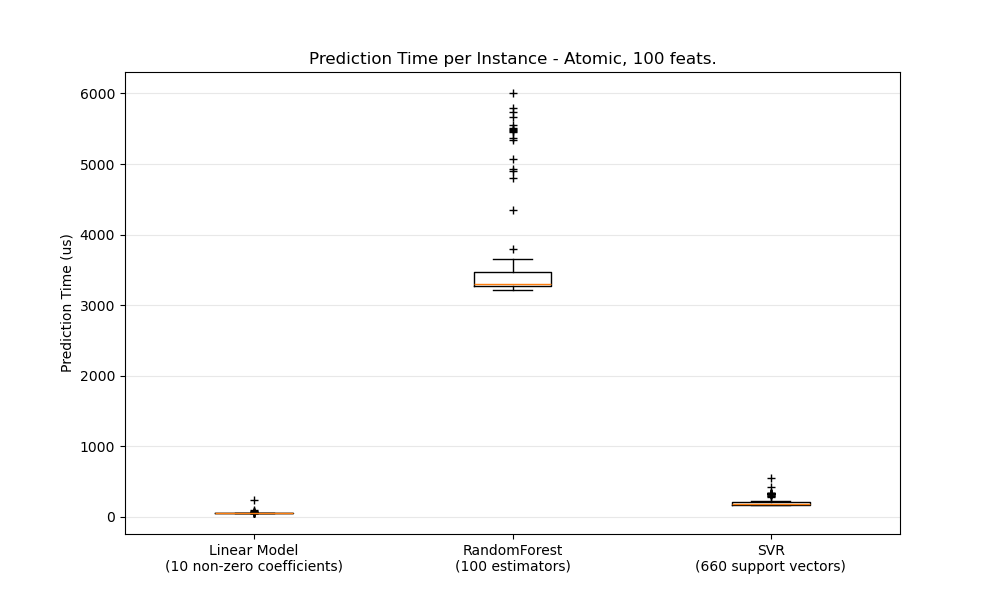 Prediction Time per Instance - Atomic, 100 feats.
Prediction Time (us)
6000
5000
4000
3000
2000
1000
0
Linear Model
(10 non-zero coefficients)
RandomForest
(100 estimators)
SVR
(660 support vectors)